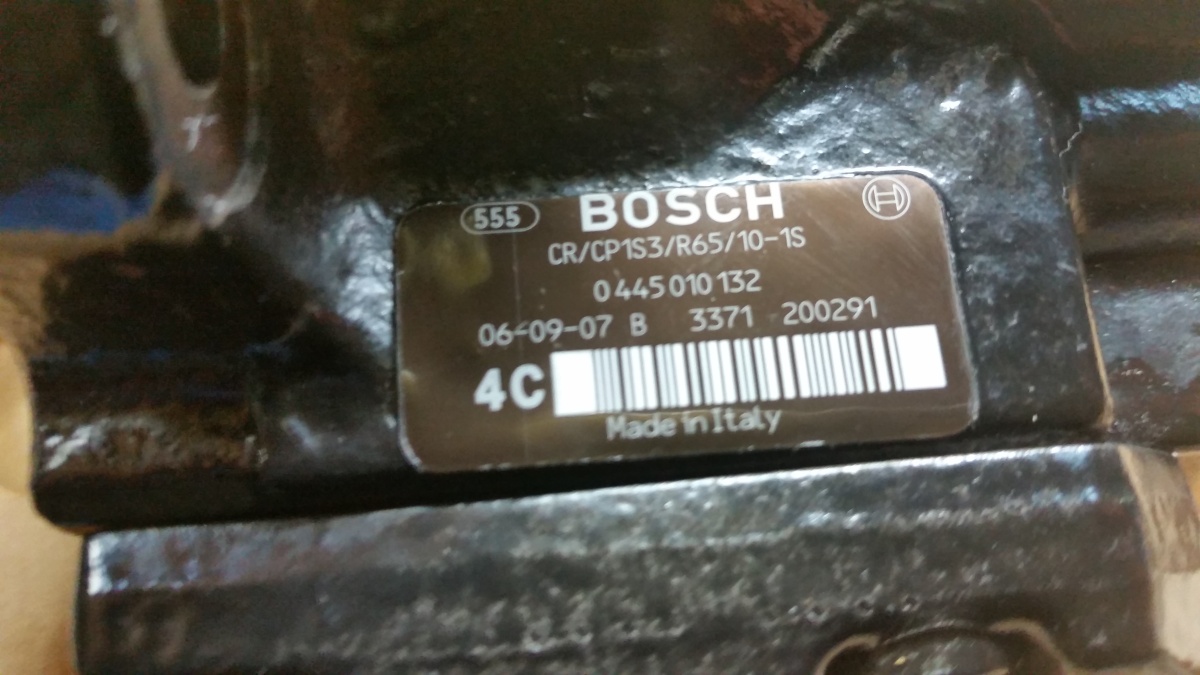 555 BOSCH
CR/CP1S3/R65/10-1S
0 445 010 132
06-09-07 B 3371 200291
4C
Made in Italy